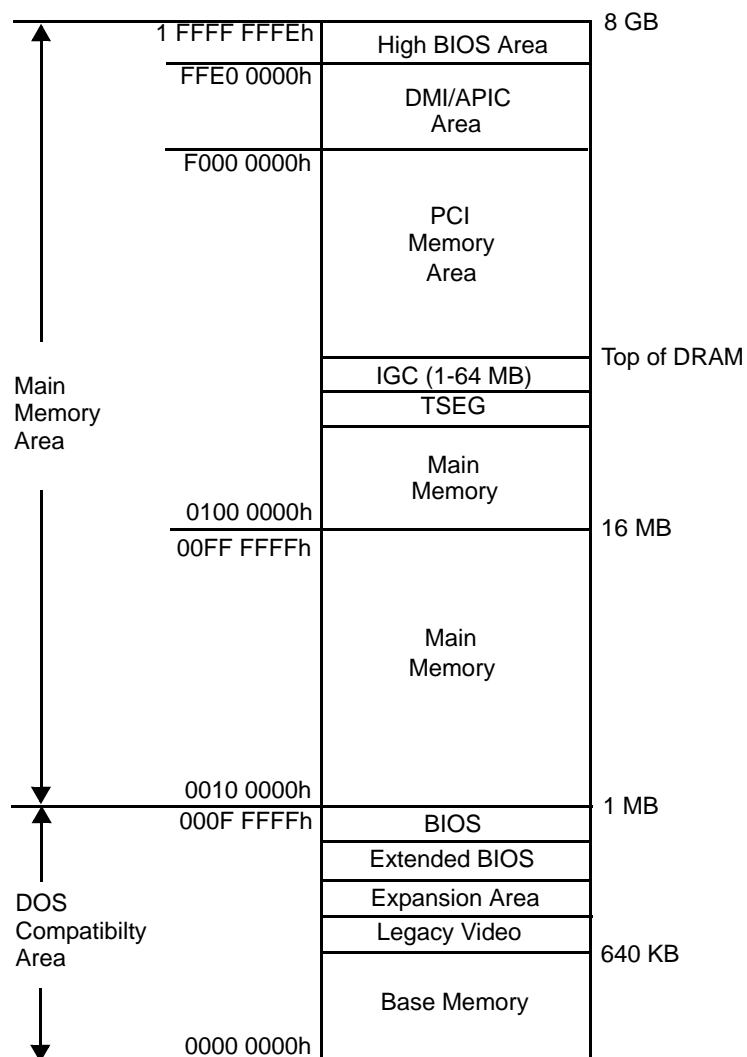 1 FFFF FFFEh
8 GB
High BIOS Area
FFE0 0000h
DMI/APIC
Area
F000 0000h
PCI
Memory
Area
Top of DRAM
IGC (1-64 MB)
TSEG
Main
Memory
Area
Main
Memory
0100 0000h
16 MB
00FF FFFFh
Main
Memory
0010 0000h
1 MB
000F FFFFh
BIOS
Extended BIOS
Expansion Area
DOS
Compatibilty
Area
Legacy Video
640 KB
Base Memory
0000 0000h